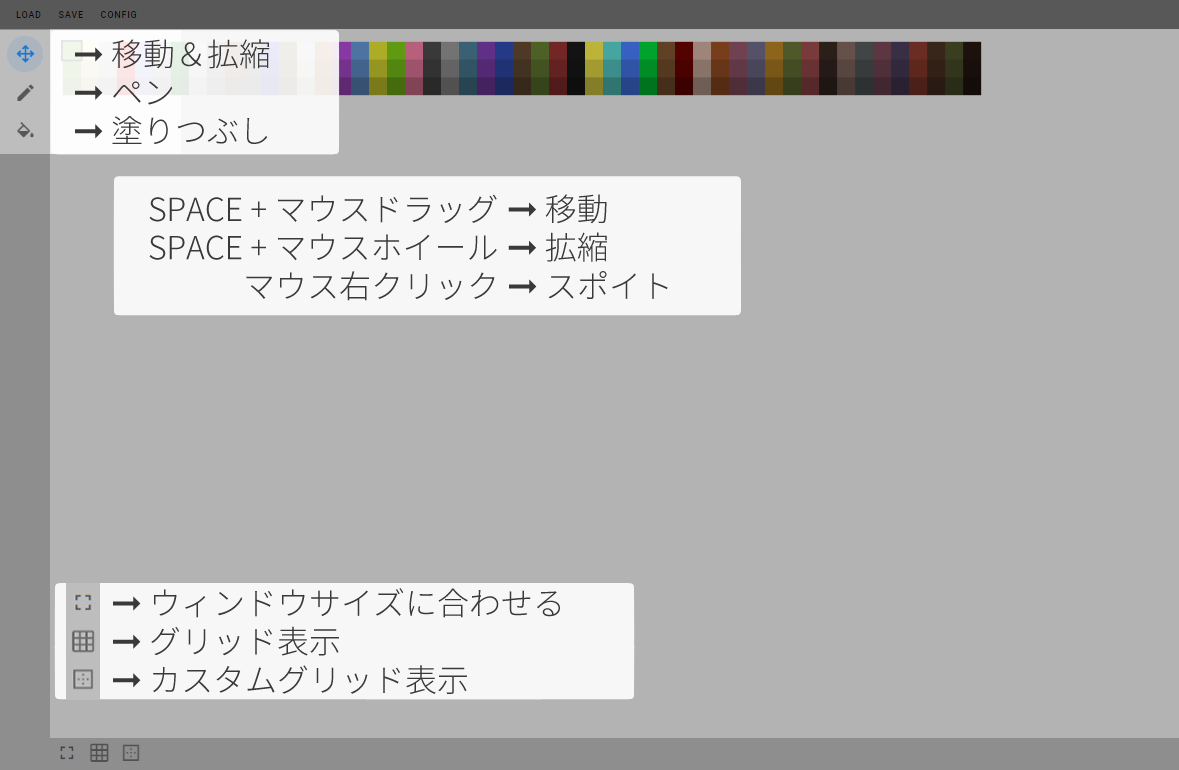 LOAD SAVE CONFIG
→ 移動＆拡縮
→ ペン
→ 塗りつぶし
SPACE + マウスドラッグ → 移動
SPACE + マウスホイール → 拡縮
マウス右クリック → スポイト
→ ウィンドウサイズに合わせる
→ グリッド表示
→ カスタムグリッド表示